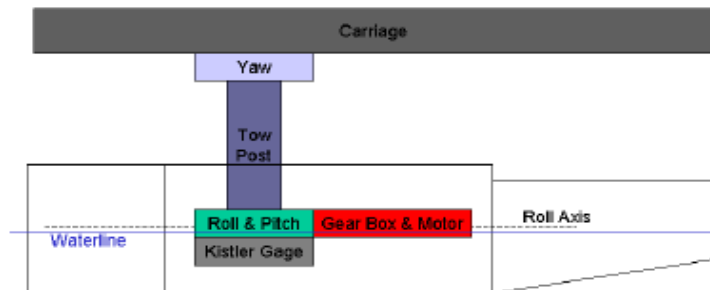 Carriage
Yaw
Tow
Post
Roll & Pitch
Gear Box & Motor
Roll Axis
Waterline
Kistler Gage